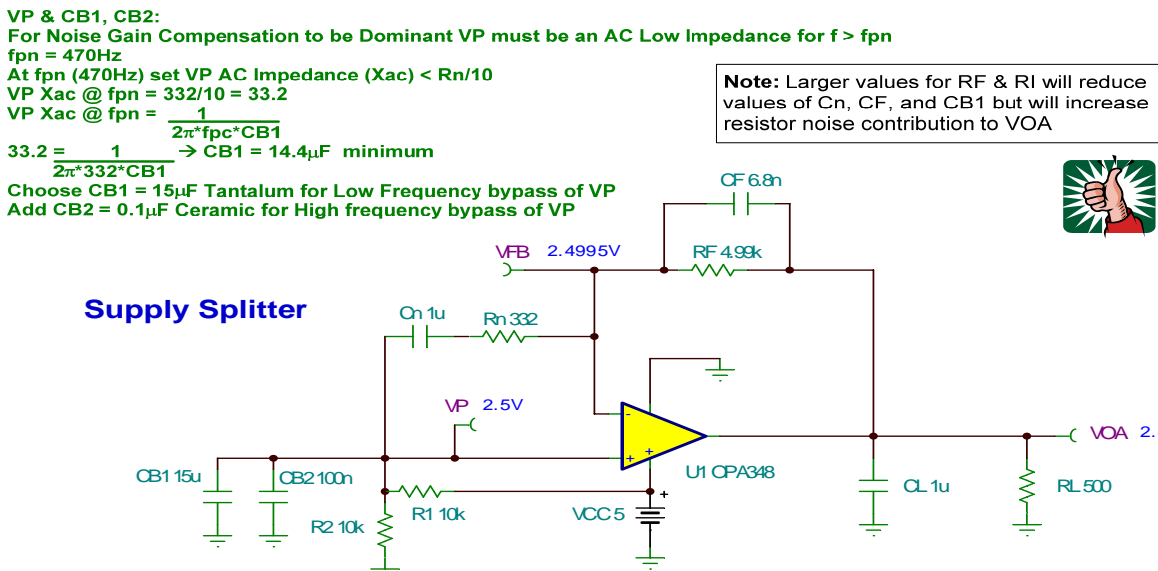 VP & CB1, CB2:
For Noise Gain Compensation to be Dominant VP must be an AC Low Impedance for f > fpn
fpn = 470Hz
At fpn (470Hz) set VP AC Impedance (Xac) < Rn/10
VP Xac @ fpn = 332/10 = 33.2
VP Xac @ fpn = 1
2π*fpc*CB1
33.2 = 1 → CB1 = 14.4µF minimum
2π*332*CB1
Choose CB1 = 15µF Tantalum for Low Frequency bypass of VP
Add CB2 = 0.1µF Ceramic for High frequency bypass of VP
Note: Larger values for RF & RI will reduce
values of Cn, CF, and CB1 but will increase
resistor noise contribution to VOA
CF 6.8n
VFB 2.4995V
RF 4.99k
Supply Splitter
Cn 1u
Rn 332
VP 2.5V
-
+
+
U1 OPA348
VOA 2.
CB1 15u
CB2 100n
R1 10k
R2 10k
VCC 5
+
CL 1u
RL 500